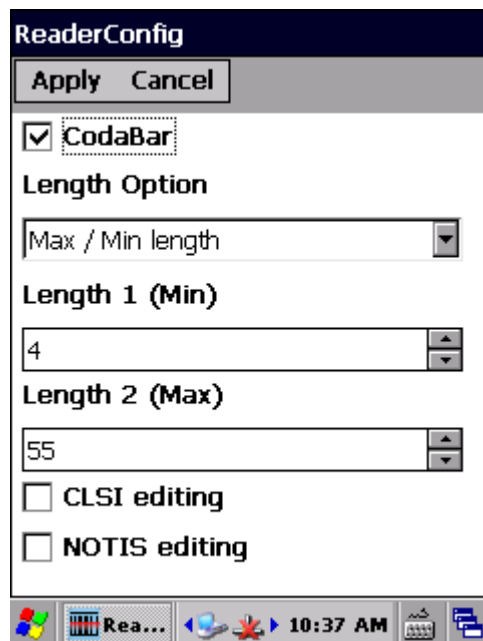 ReaderConfig
Apply Cancel
CodaBar
Length Option
Max / Min length
Length 1 (Min)
4
Length 2 (Max)
55
CLSI editing
NOTIS editing
Rea... 10:37 AM